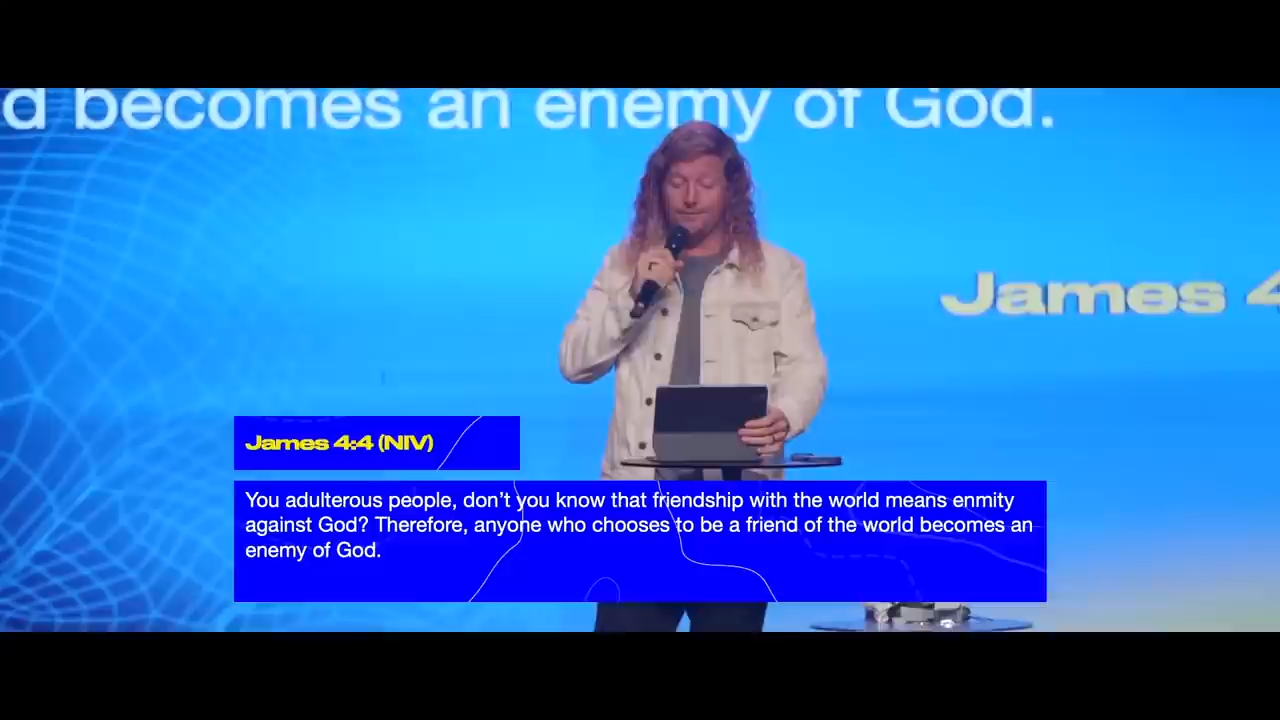 d becomes an enemy of God.
James 4
James 4:4 (NIV)
You adulterous people, don’t you know that friendship with the world means enmity
against God? Therefore, anyone who chooses to be a friend of the world becomes an
enemy of God.